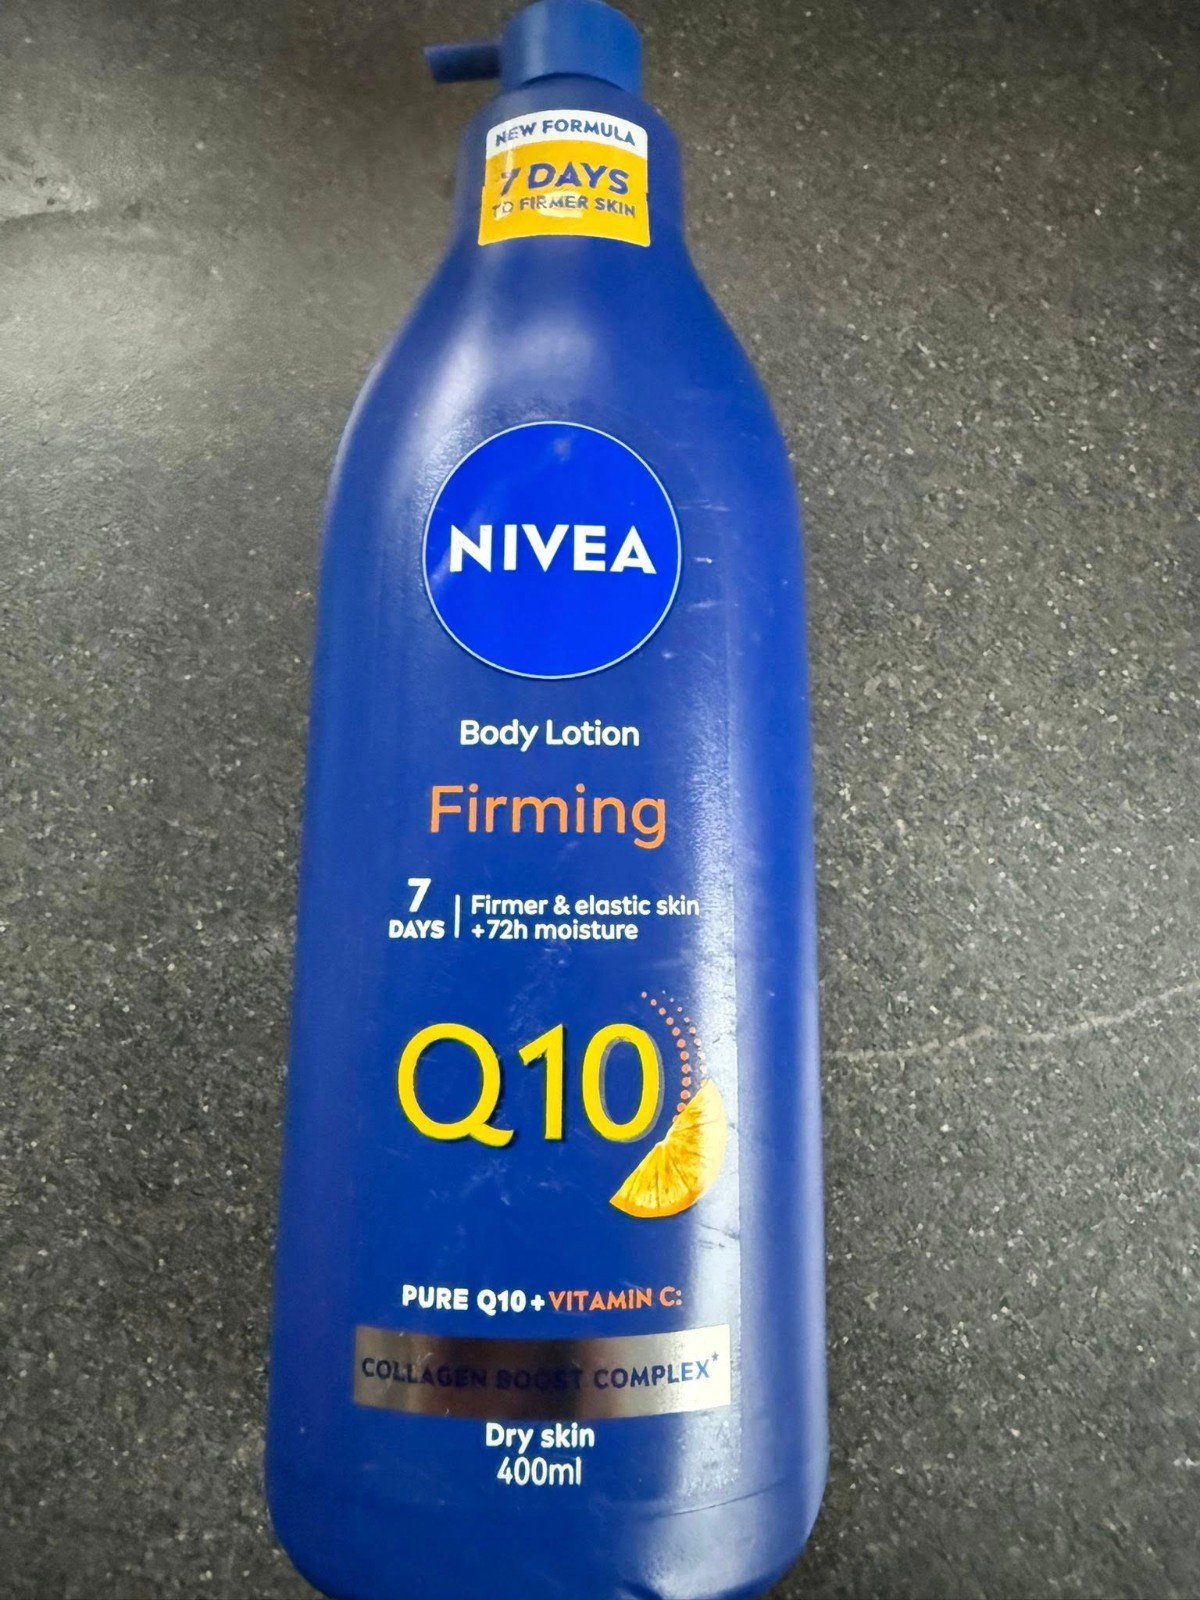 NEW FORMULA
7 DAYS
TO FIRMER SKIN
NIVEA
Body Lotion
Firming
7
DAYS
Firmer & elastic skin
+72h moisture
Q10
PURE Q10+VITAMIN C:
COLLAGEN BOOST COMPLEX*
Dry skin
400ml